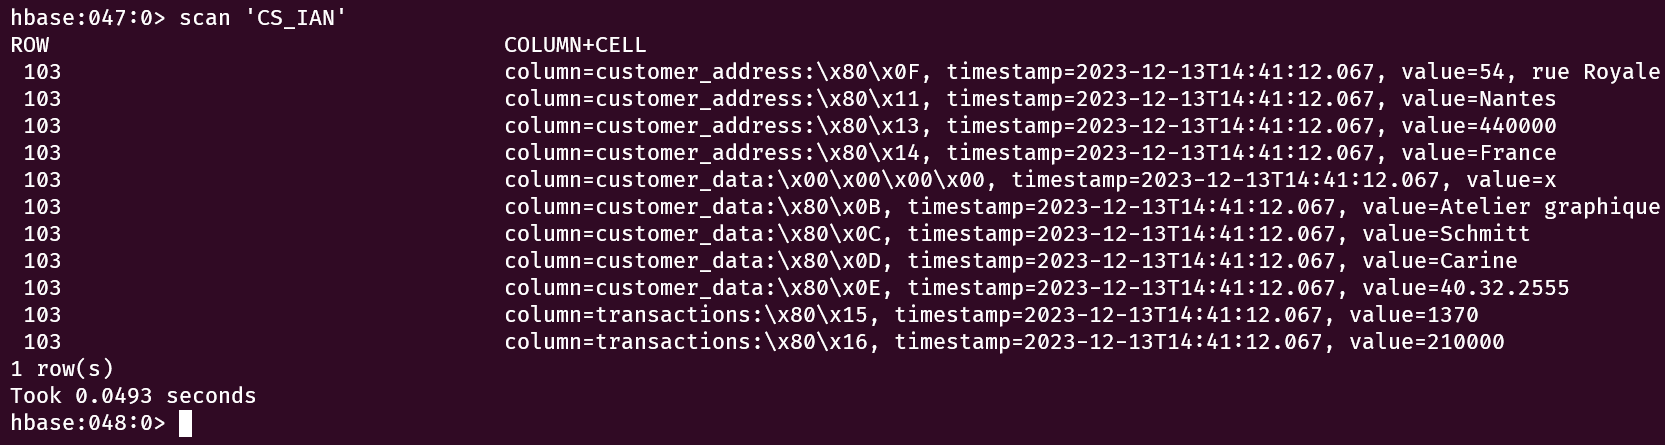 hbase:047:0> scan 'CS_IAN'
ROW                                   COLUMN+CELL
 103                                  column=customer_address:\x80\x0F, timestamp=2023-12-13T14:41:12.067, value=54, rue Royale
 103                                  column=customer_address:\x80\x11, timestamp=2023-12-13T14:41:12.067, value=Nantes
 103                                  column=customer_address:\x80\x13, timestamp=2023-12-13T14:41:12.067, value=440000
 103                                  column=customer_address:\x80\x14, timestamp=2023-12-13T14:41:12.067, value=France
 103                                  column=customer_data:\x00\x00\x00\x00, timestamp=2023-12-13T14:41:12.067, value=x
 103                                  column=customer_data:\x80\x0B, timestamp=2023-12-13T14:41:12.067, value=Atelier graphique
 103                                  column=customer_data:\x80\x0C, timestamp=2023-12-13T14:41:12.067, value=Schmitt
 103                                  column=customer_data:\x80\x0D, timestamp=2023-12-13T14:41:12.067, value=Carine
 103                                  column=customer_data:\x80\x0E, timestamp=2023-12-13T14:41:12.067, value=40.32.2555
 103                                  column=transactions:\x80\x15, timestamp=2023-12-13T14:41:12.067, value=1370
 103                                  column=transactions:\x80\x16, timestamp=2023-12-13T14:41:12.067, value=210000
1 row(s)
Took 0.0493 seconds
hbase:048:0>